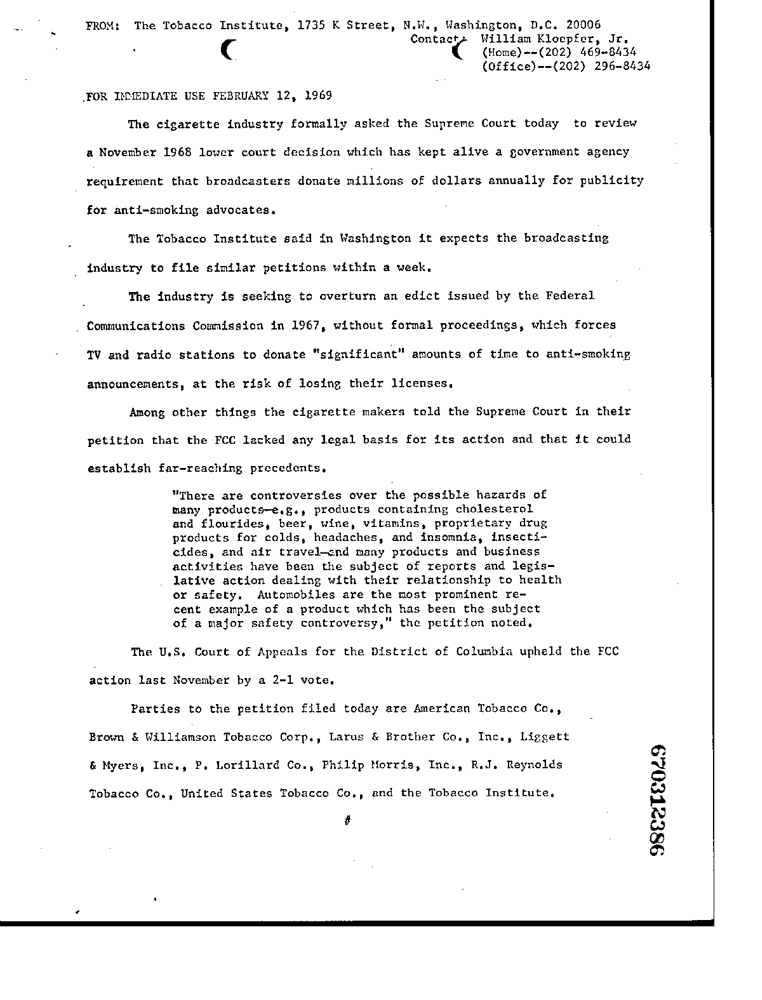 FROM: The Tobacco Institute, 1735 K Street, N.W., Washington, D.C. 20006
Contact: William Kloepfer, Jr.
(Home)--(202) 469-8434
(Office)--(202) 296-8434
FOR IMMEDIATE USE FEBRUARY 12, 1969
The cigarette industry formally asked the Supreme Court today to review
a November 1968 lower court decision which has kept alive a government agency
requirement that broadcasters donate millions of dollars annually for publicity
for anti-smoking advocates.
The Tobacco Institute said in Washington it expects the broadcasting
industry to file similar petitions within a week.
The industry is seeking to overturn an edict issued by the Federal
Communications Commission in 1967, without formal proceedings, which forces
TV and radio stations to donate "significant" amounts of time to anti-smoking
announcements, at the risk of losing their licenses.
Among other things the cigarette makers told the Supreme Court in their
petition that the FCC lacked any legal basis for its action and that it could
establish far-reaching precedents.
"There are controversies over the possible hazards of
many products—e.g., products containing cholesterol
and flourides, beer, wine, vitamins, proprietary drug
products for colds, headaches, and insomnia, insecti-
cides, and air travel—and many products and business
activities have been the subject of reports and legis-
lative action dealing with their relationship to health
or safety. Automobiles are the most prominent re-
cent example of a product which has been the subject
of a major safety controversy," the petition noted.
The U.S. Court of Appeals for the District of Columbia upheld the FCC
action last November by a 2-1 vote.
Parties to the petition filed today are American Tobacco Co.,
Brown & Williamson Tobacco Corp., Larus & Brother Co., Inc., Liggett
& Myers, Inc., P. Lorillard Co., Philip Morris, Inc., R.J. Reynolds
Tobacco Co., United States Tobacco Co., and the Tobacco Institute.
#
670312386